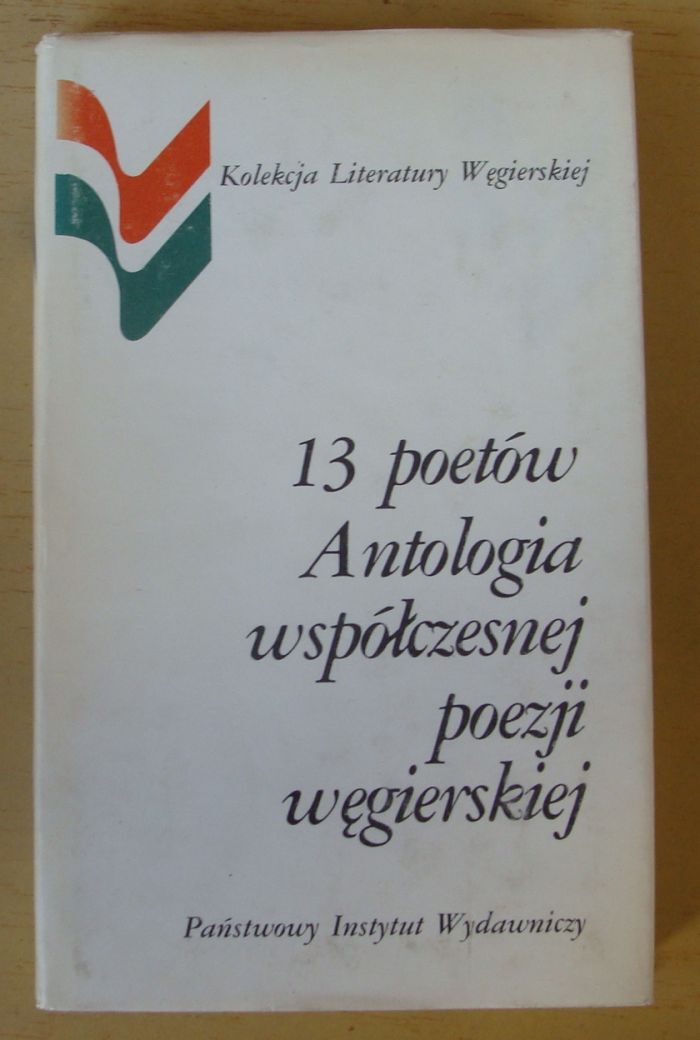 Kolekcja Literatury Węgierskiej
13 poetów
Antologia
współczesnej
poezji
węgierskiej
Państwowy Instytut Wydawniczy